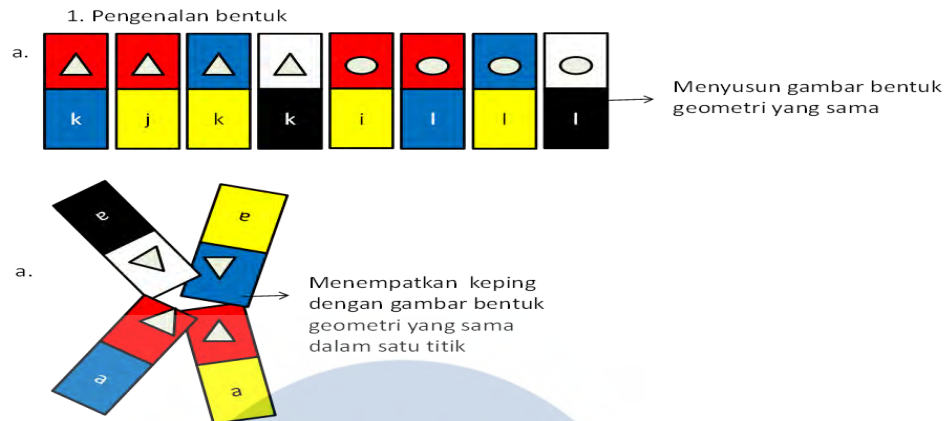 1. Pengenalan bentuk
a.
k j k k i l l l
Menyusun gambar bentuk
geometri yang sama
a a
a.
Menempatkan keping
dengan gambar bentuk
geometri yang sama
dalam satu titik
a a